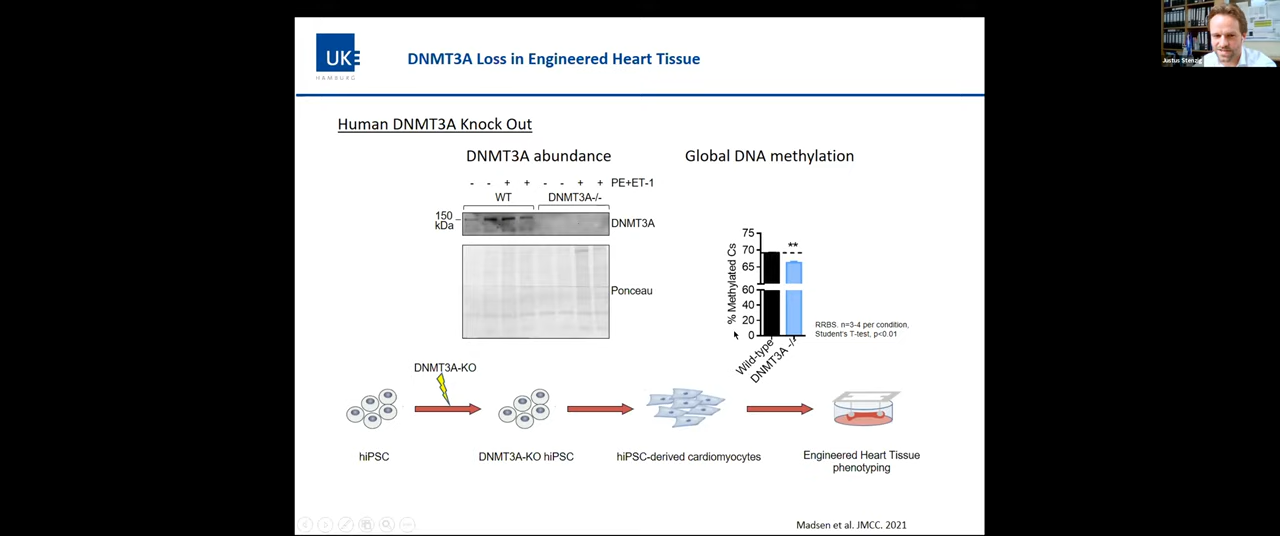 UKE
HAMBURG
DNMT3A Loss in Engineered Heart Tissue
Justus Stenzig
Human DNMT3A Knock Out
DNMT3A abundance
Global DNA methylation
- - + + - - + + PE+ET-1
WT DNMT3A-/-
150
kDa
DNMT3A
Ponceau
75
70
65
60
40
20
0
% Methylated Cs
**
Wild-type
DNMT3A -/-
RRBS. n=3-4 per condition,
Student's T-test, p<0.01
DNMT3A-KO
hiPSC
DNMT3A-KO hiPSC
hiPSC-derived cardiomyocytes
Engineered Heart Tissue
phenotyping
Madsen et al. JMCC. 2021